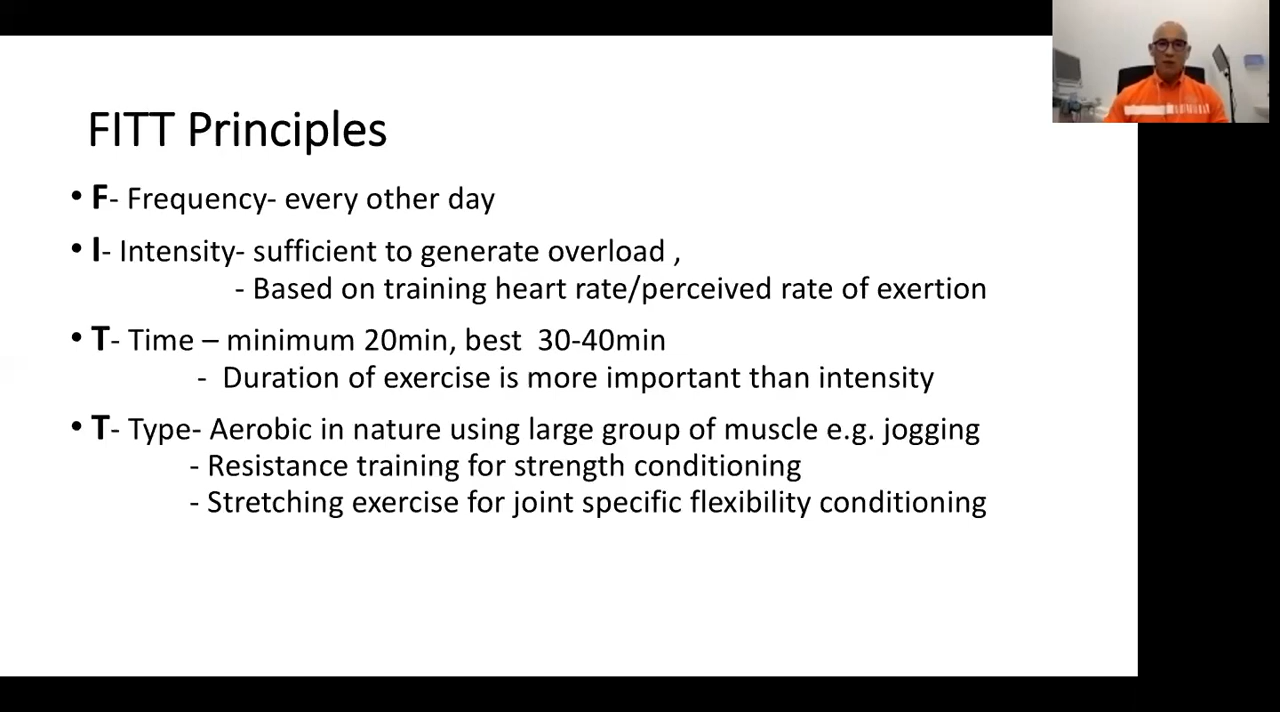 FITT Principles
• F- Frequency- every other day
• I- Intensity- sufficient to generate overload ,
- Based on training heart rate/perceived rate of exertion
• T- Time – minimum 20min, best  30-40min
-  Duration of exercise is more important than intensity
• T- Type- Aerobic in nature using large group of muscle e.g. jogging
- Resistance training for strength conditioning
- Stretching exercise for joint specific flexibility conditioning